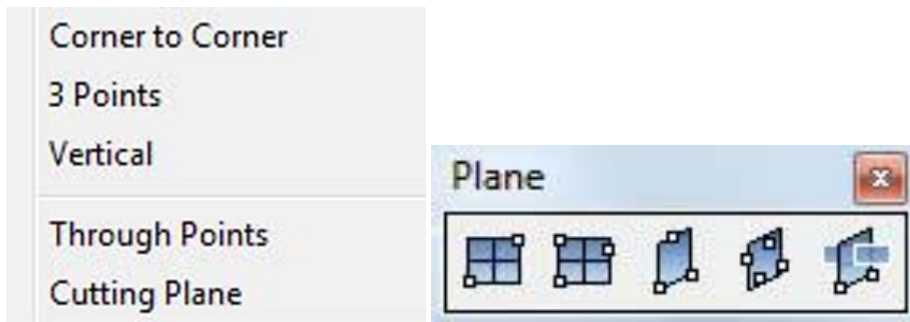 Corner to Corner
3 Points
Vertical
Through Points
Cutting Plane
Plane